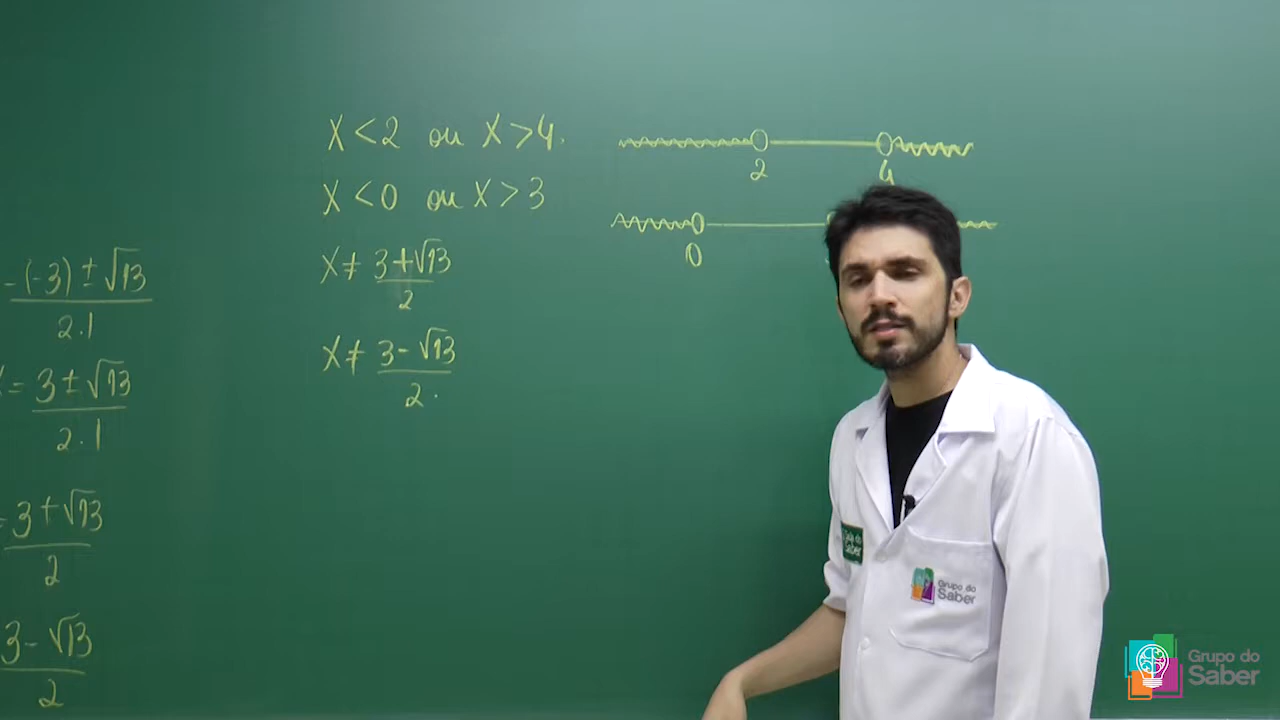 X < 2 ou X > 4.
X < 0 ou X > 3
X ≠ 3 + √13 / 2
X ≠ 3 - √13 / 2.
2 4
0
-(-3) ± √13 / 2.1
= 3 ± √13 / 2.1
= 3 + √13 / 2
3 - √13 / 2
Saber
Grupo do
Saber
Grupo do
Saber